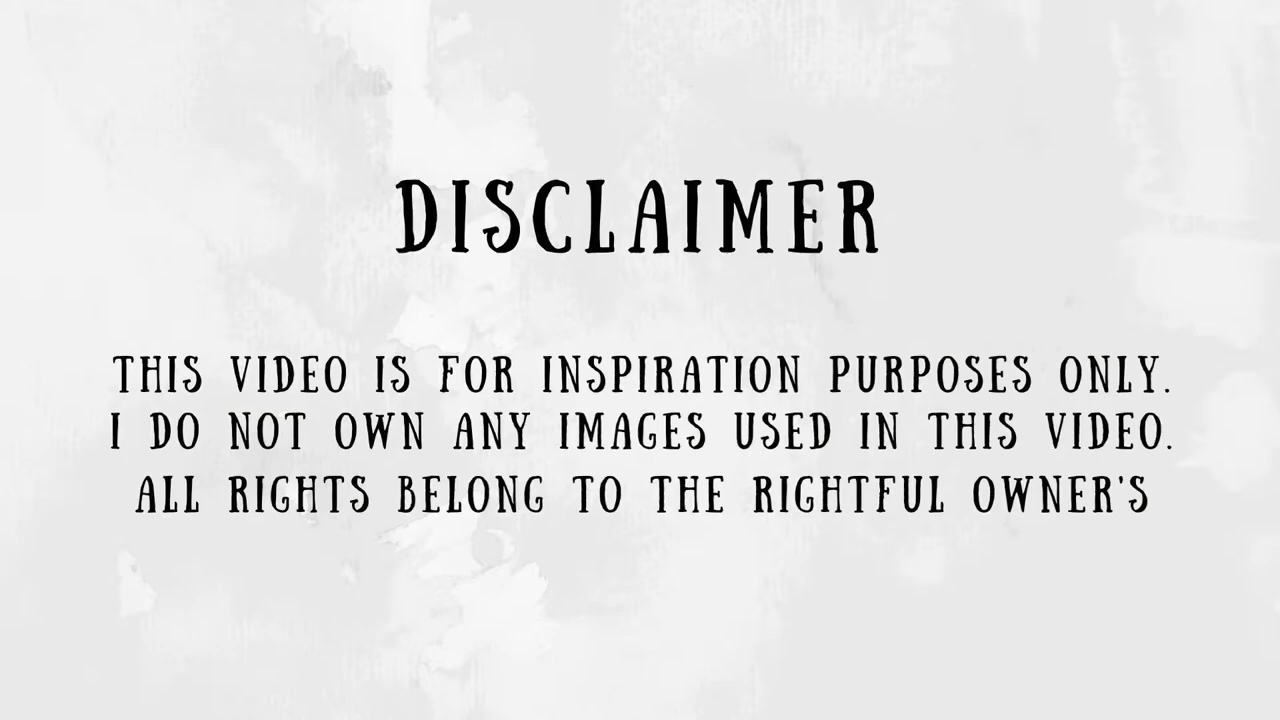 DISCLAIMER
THIS VIDEO IS FOR INSPIRATION PURPOSES ONLY.
I DO NOT OWN ANY IMAGES USED IN THIS VIDEO.
ALL RIGHTS BELONG TO THE RIGHTFUL OWNER'S